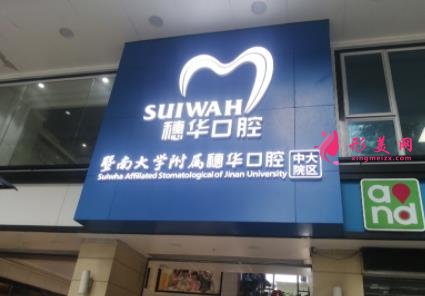 SUIWAH
穗华口腔
暨南大学附属穗华口腔
中大
院区
Suiwha Affiliated Stomatological of Jinan University
形美网
xingmeizx.com
and